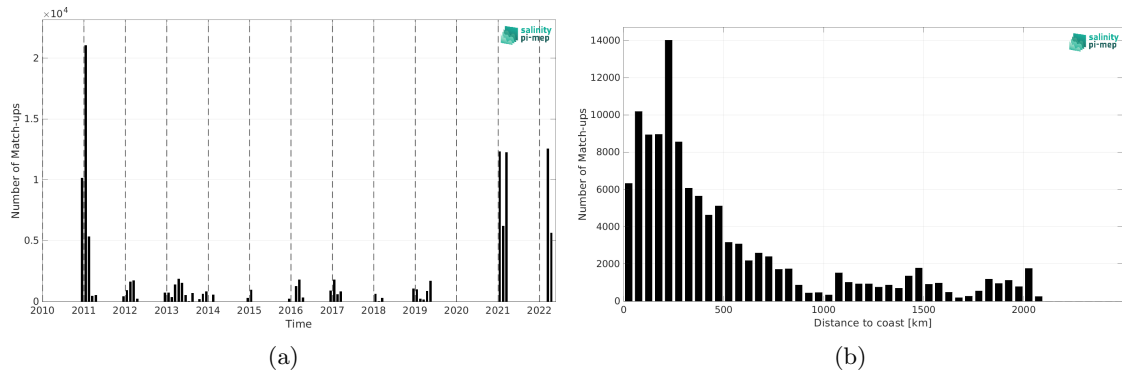 ×10⁴
2
1.5
1
0.5
0
Number of Match-ups
2010 2011 2012 2013 2014 2015 2016 2017 2018 2019 2020 2021 2022
Time
salinity
pi-mep
(a)
14000
12000
10000
8000
6000
4000
2000
0
Number of Match-ups
0 500 1000 1500 2000
Distance to coast [km]
salinity
pi-mep
(b)